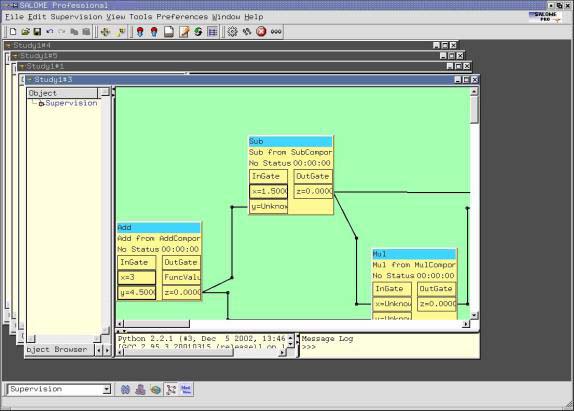 SALOME Professional
File Edit Supervision View Tools Preferences Window Help
SALOME
PRO
Study1#4
Study1#5
Study1#1
Study1#3
Object
Supervision
Sub
Sub from SubCompor
No Status 00:00:00
InGate OutGate
x=1.5000 z=0.0000
y=Unknow
Add
Add from AddCompor
No Status 00:00:00
InGate OutGate
x=3 FuncValu
y=4.5000 z=0.0000
Mul
Mul from MulCompor
No Status 00:00:00
InGate OutGate
x=Unknow z=0.0000
y=Unknow
bject Browser
Python 2.2.1 (#3, Dec 5 2002, 13:46
[GCC 2.95.3 20010315 (release)] on l
Message Log
>>>
Supervision